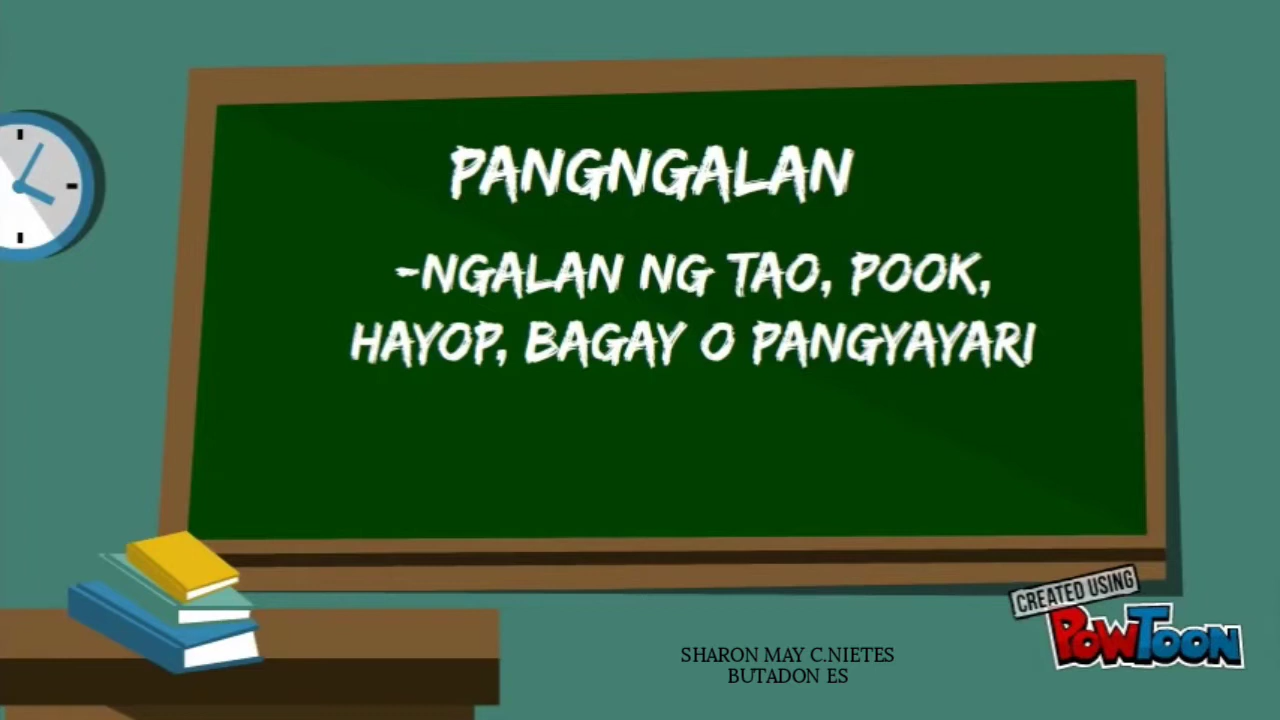 PANGNGALAN
-NGALAN NG TAO, POOK,
HAYOP, BAGAY O PANGYAYARI
CREATED USING
POWTOON
SHARON MAY C.NIETES
BUTADON ES